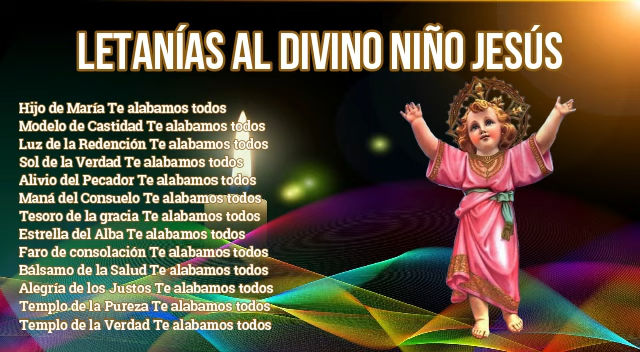 LETANÍAS AL DIVINO NIÑO JESÚS
Hijo de María Te alabamos todos
Modelo de Castidad Te alabamos todos
Luz de la Redención Te alabamos todos
Sol de la Verdad Te alabamos todos
Alivio del Pecador Te alabamos todos
Maná del Consuelo Te alabamos todos
Tesoro de la gracia Te alabamos todos
Estrella del Alba Te alabamos todos
Faro de consolación Te alabamos todos
Bálsamo de la Salud Te alabamos todos
Alegría de los Justos Te alabamos todos
Templo de la Pureza Te alabamos todos
Templo de la Verdad Te alabamos todos